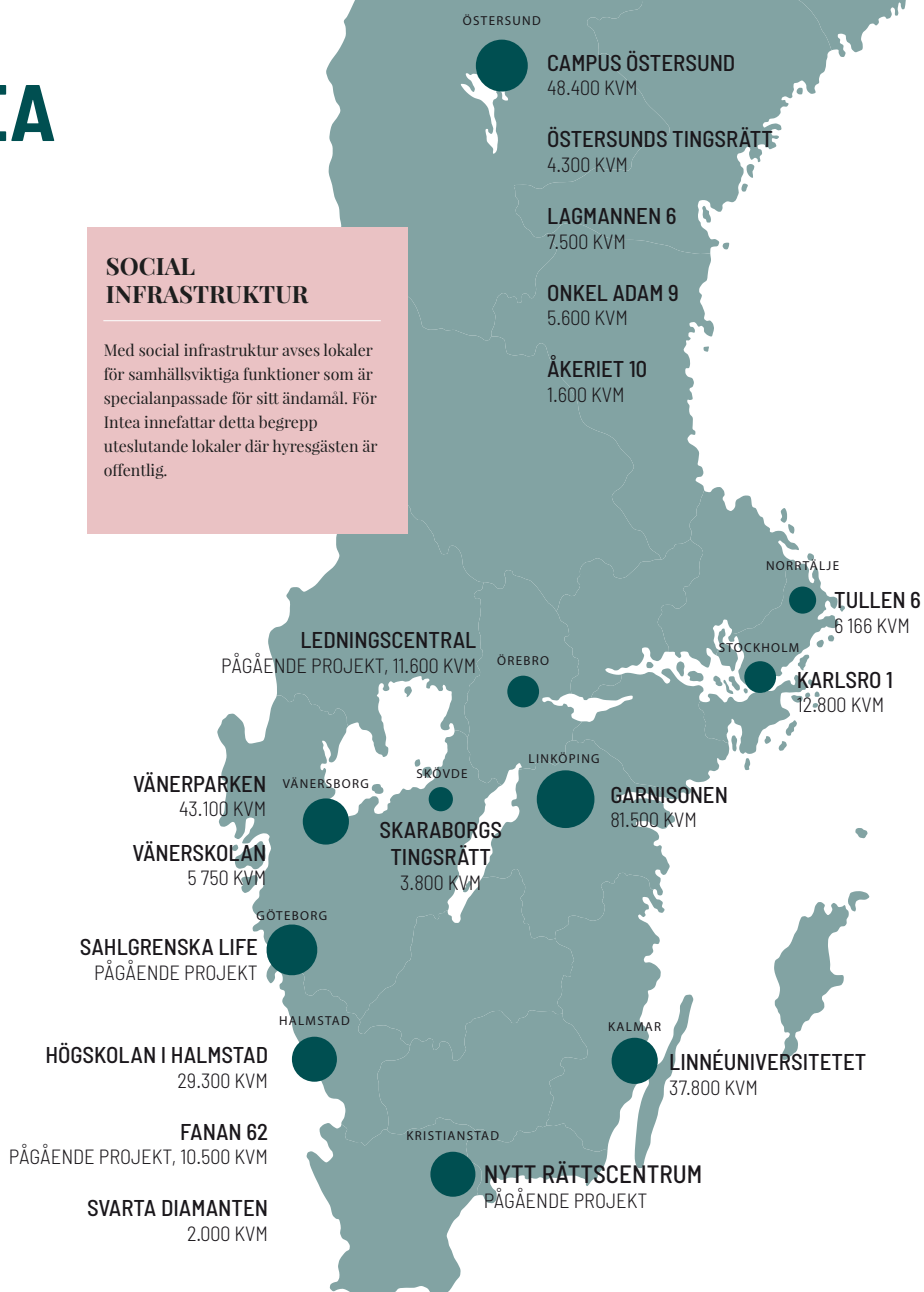 EA
ÖSTERSUND
CAMPUS ÖSTERSUND
48.400 KVM
ÖSTERSUNDS TINGSRÄTT
4.300 KVM
LAGMANNEN 6
7.500 KVM
ONKEL ADAM 9
5.600 KVM
ÅKERIET 10
1.600 KVM
SOCIAL
INFRASTRUKTUR
Med social infrastruktur avses lokaler
för samhällsviktiga funktioner som är
specialanpassade för sitt ändamål. För
Intea innefattar detta begrepp
uteslutande lokaler där hyresgästen är
offentlig.
NORRTÄLJE
TULLEN 6
6 166 KVM
STOCKHOLM
KARLSRO 1
12.800 KVM
LEDNINGSCENTRAL
PÅGÅENDE PROJEKT, 11.600 KVM
ÖREBRO
LINKÖPING
GARNISONEN
81.500 KVM
VÄNERPARKEN
43.100 KVM
VÄNERSBORG
VÄNERSKOLAN
5 750 KVM
SKÖVDE
SKARABORGS
TINGSRÄTT
3.800 KVM
GÖTEBORG
SAHLGRENSKA LIFE
PÅGÅENDE PROJEKT
HALMSTAD
HÖGSKOLAN I HALMSTAD
29.300 KVM
FANAN 62
PÅGÅENDE PROJEKT, 10.500 KVM
SVARTA DIAMANTEN
2.000 KVM
KALMAR
LINNÉUNIVERSITETET
37.800 KVM
KRISTIANSTAD
NYTT RÄTTSCENTRUM
PÅGÅENDE PROJEKT